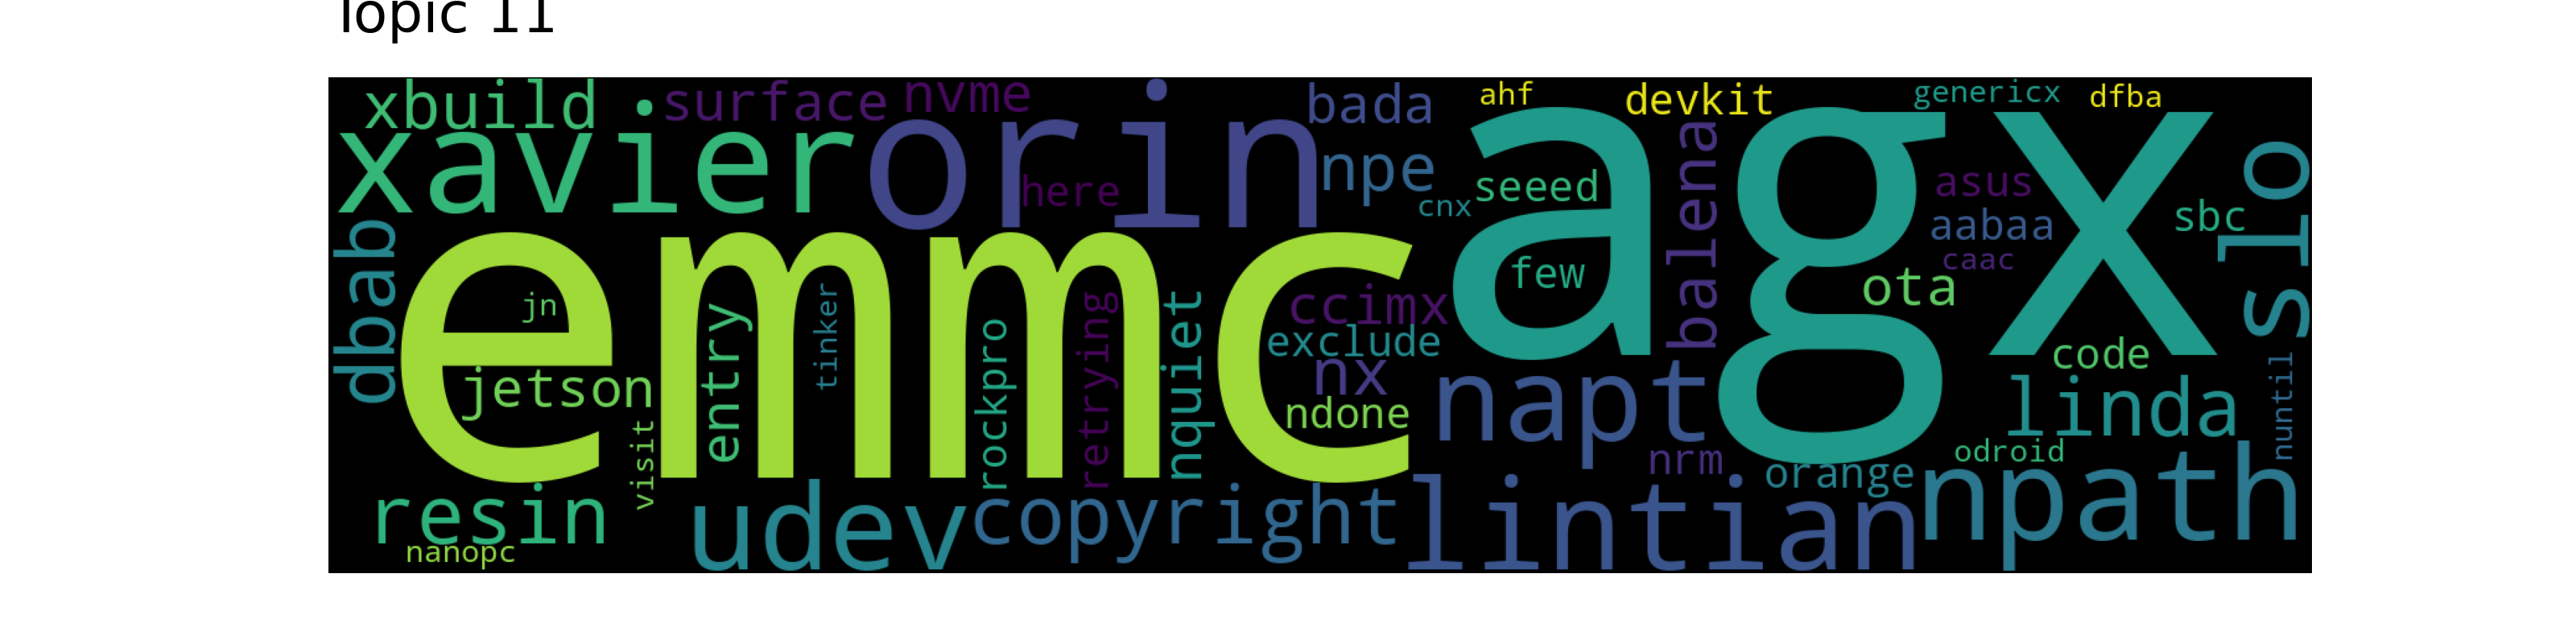 Topic 11
xbuild
surface
nvme
bada
ahf
devkit
genericx
dfba
xavier
orin
here
npe
cnx
seeed
balena
agx
asus
aabaa
caac
sbc
slo
dbab
emmc
jn
jetson
visit
entry
tinker
rockpro
retrying
nquiet
ccimx
exclude
nx
ndone
few
ota
napt
code
linda
nuntil
nrm
orange
odroid
resin
nanopc
udev
copyright
lintian
npath